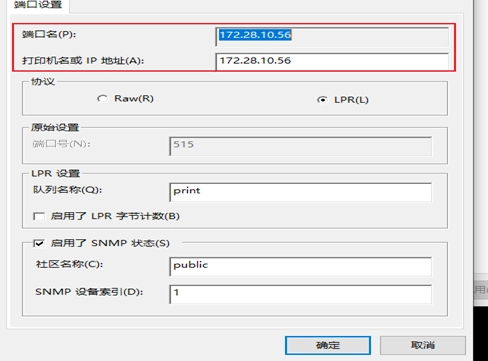 端口设置
端口名(P): 172.28.10.56
打印机名或 IP 地址(A): 172.28.10.56
协议
Raw(R) LPR(L)
原始设置
端口号(N): 515
LPR 设置
队列名称(Q): print
启用了 LPR 字节计数(B)
启用了 SNMP 状态(S)
社区名称(C): public
SNMP 设备索引(D): 1
确定 取消